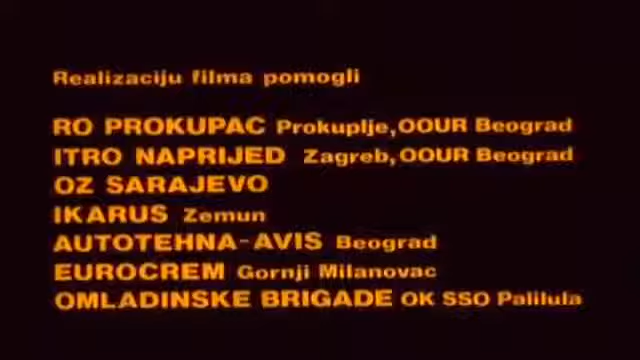 Realizaciju filma pomogli
RO PROKUPAC Prokuplje, OOUR Beograd
ITRO NAPRIJED Zagreb, OOUR Beograd
OZ SARAJEVO
IKARUS Zemun
AUTOTEHNA-AVIS Beograd
EUROCREM Gornji Milanovac
OMLADINSKE BRIGADE OK SSO Palilula